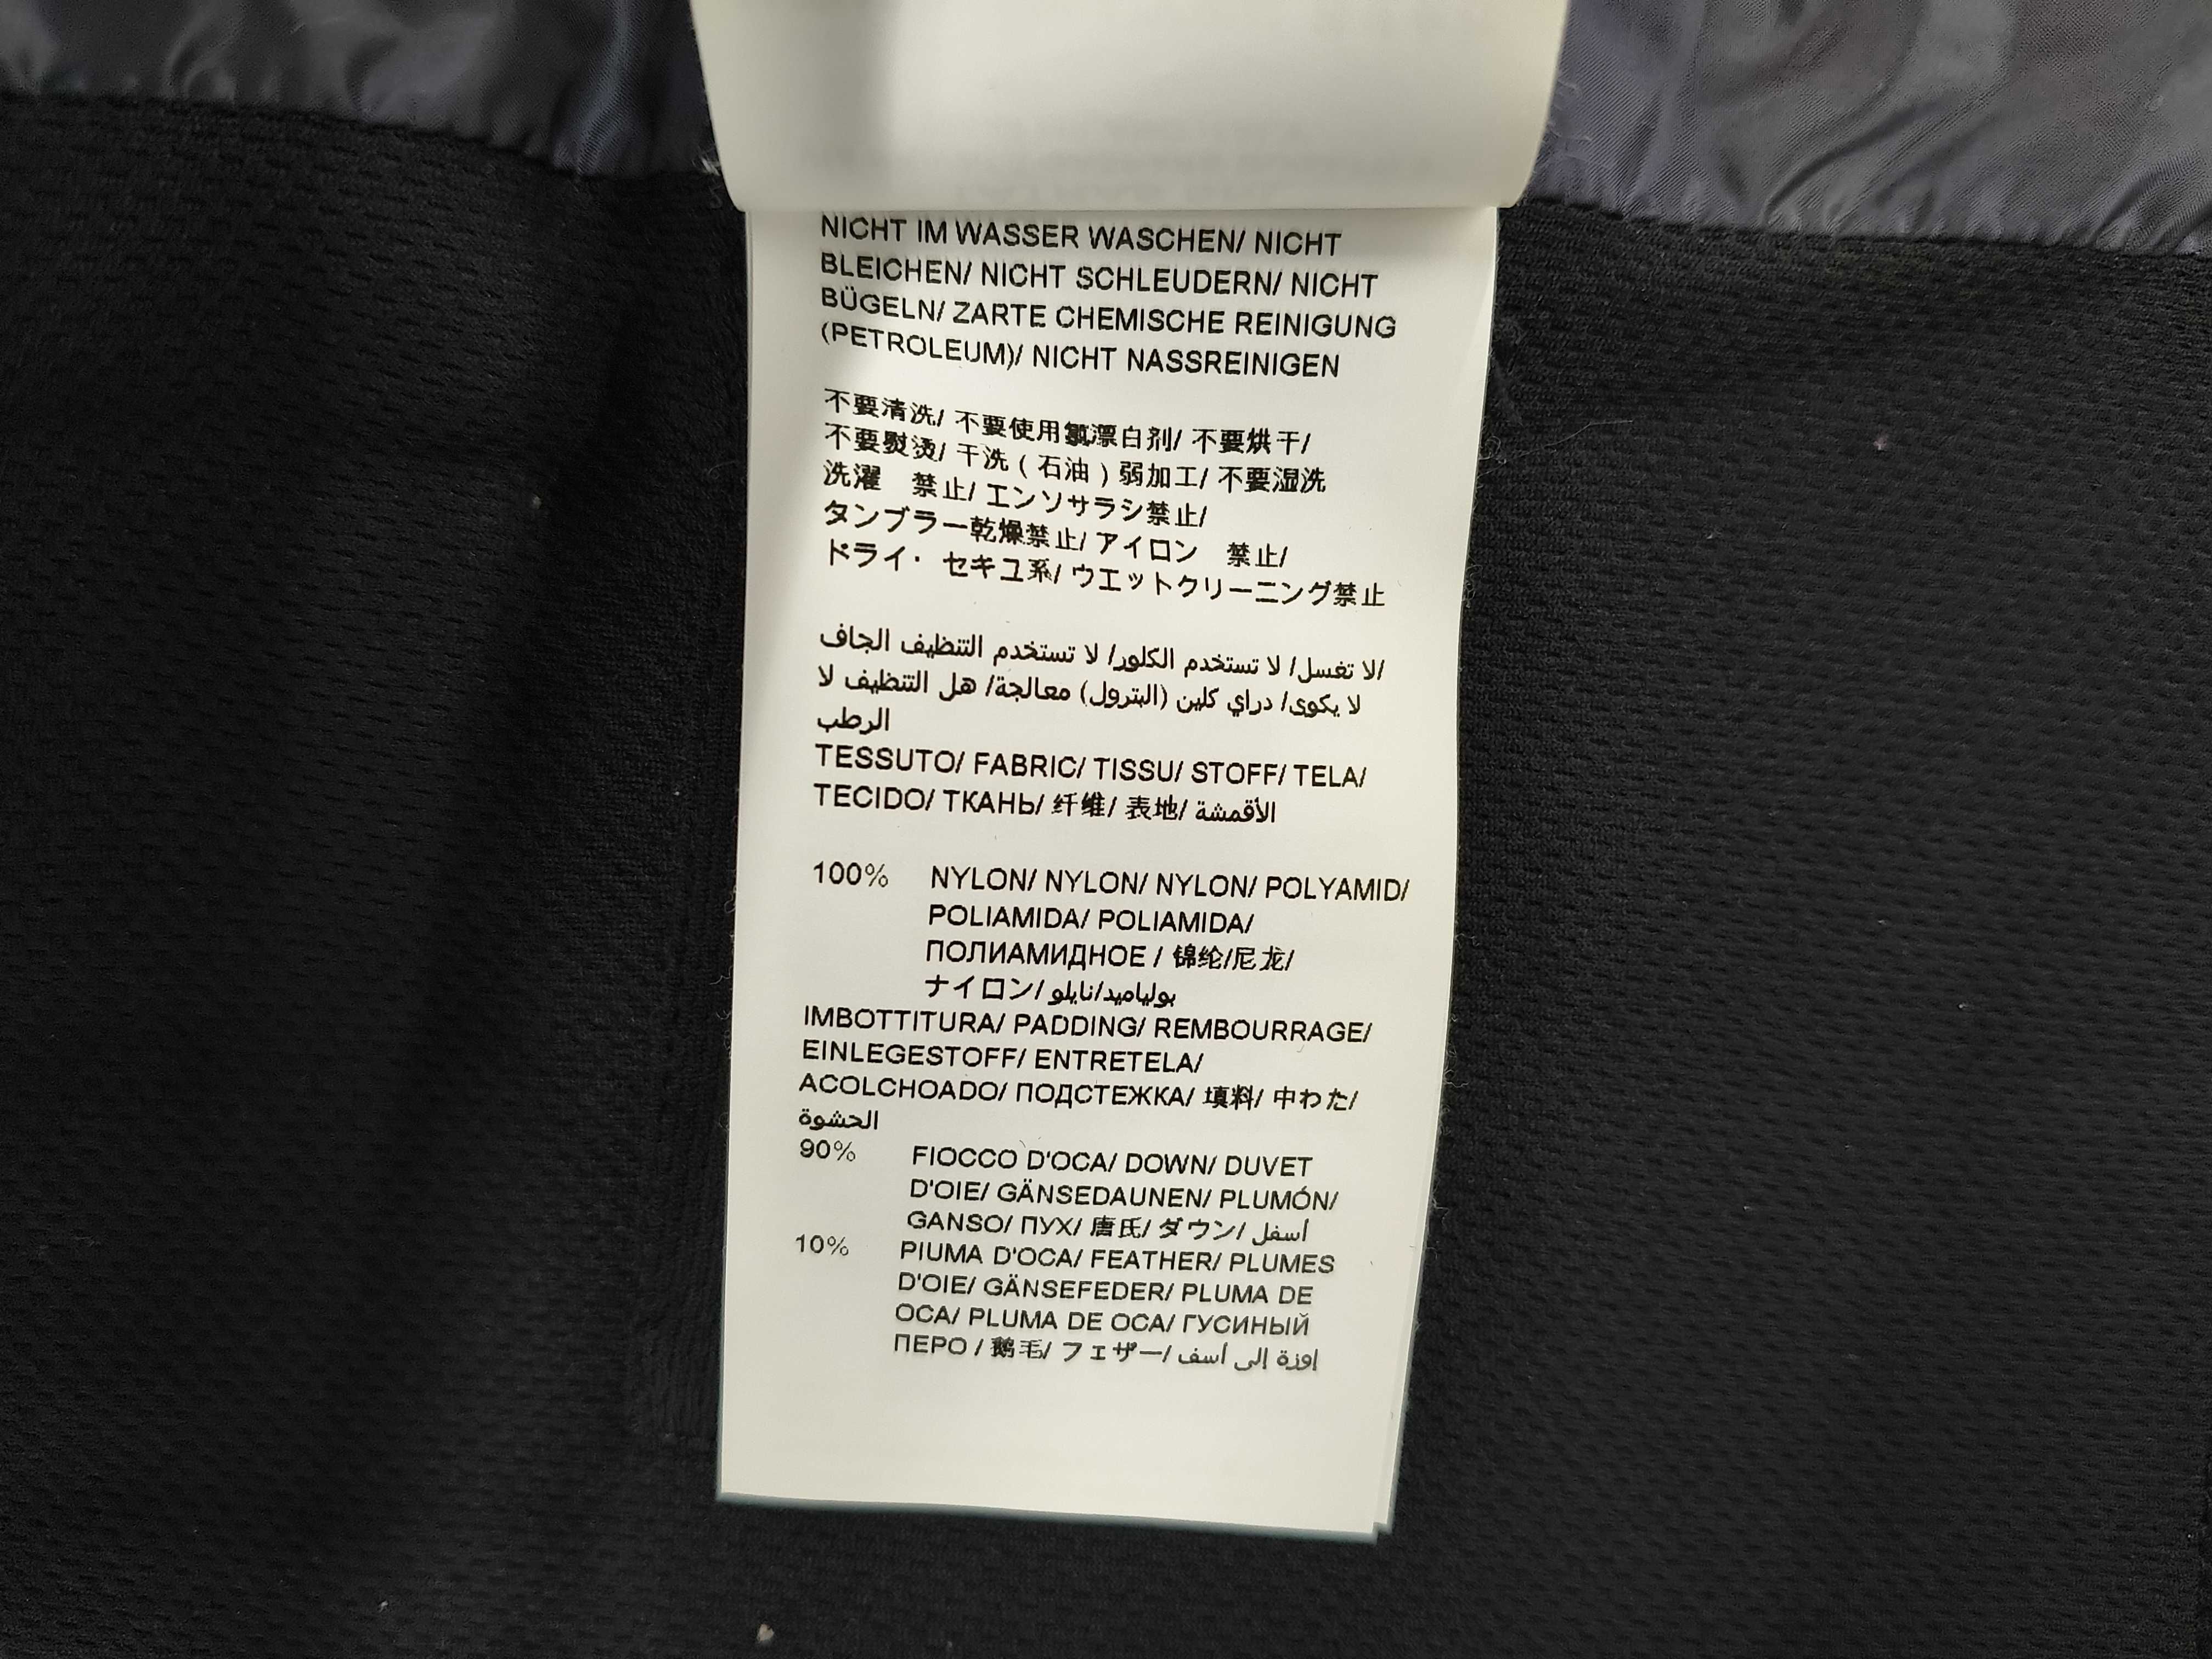 NICHT IM WASSER WASCHEN/ NICHT
BLEICHEN/ NICHT SCHLEUDERN/ NICHT
BÜGELN/ ZARTE CHEMISCHE REINIGUNG
(PETROLEUM)/ NICHT NASSREINIGEN
不要清洗/ 不要使用氯漂白剂/ 不要烘干/
不要熨烫/ 干洗 ( 石油 ) 弱加工/ 不要湿洗
洗濯　禁止/ エンソサラシ禁止/
タンブラー乾燥禁止/ アイロン　禁止/
ドライ・ セキユ系/ ウエットクリーニング禁止
/لا تغسل/ لا تستخدم الكلور/ لا تستخدم التنظيف الجاف
لا يكوى/ دراي كلين (البترول) معالجة/ هل التنظيف لا
الرطب
TESSUTO/ FABRIC/ TISSU/ STOFF/ TELA/
TECIDO/ ТКАНЬ/ 纤维/ 表地/ الأقمشة
100% NYLON/ NYLON/ NYLON/ POLYAMID/
POLIAMIDA/ POLIAMIDA/
ПОЛИАМИДНОЕ / 锦纶/尼龙/
ナイロン/ بولياميد/نايلو
IMBOTTITURA/ PADDING/ REMBOURRAGE/
EINLEGESTOFF/ ENTRETELA/
ACOLCHOADO/ ПОДСТЕЖКА/ 填料/ 中わた/
الحشوة
90% FIOCCO D'OCA/ DOWN/ DUVET
D'OIE/ GÄNSEDAUNEN/ PLUMÓN/
GANSO/ ПУХ/ 唐氏/ ダウン/ أسفل
10% PIUMA D'OCA/ FEATHER/ PLUMES
D'OIE/ GÄNSEFEDER/ PLUMA DE
OCA/ PLUMA DE OCA/ ГУСИНЫЙ
ПЕРО / 鹅毛/ フェザー/ إوزة إلى أسف